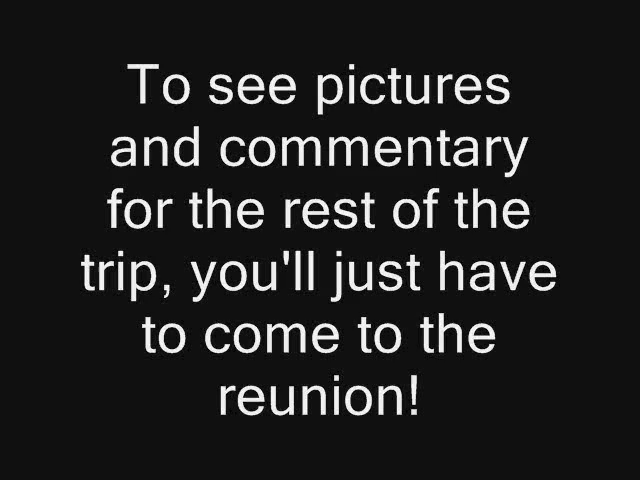 To see pictures
and commentary
for the rest of the
trip, you'll just have
to come to the
reunion!